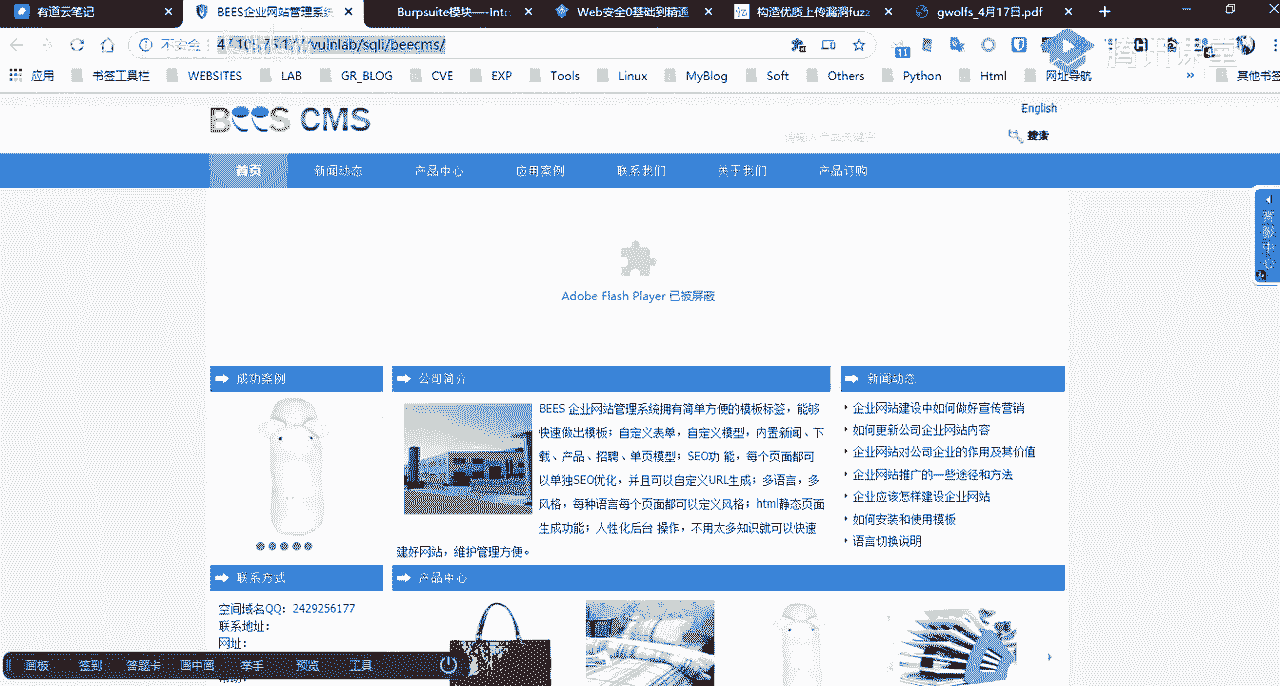 有道云笔记
BEES企业网站管理系统
Burpsuite模块—-Intr
Web安全0基础到精通
构造优质上传漏洞fuzz
gwolfs_4月17日.pdf
不安全
vulnlab/sqli/beecms/
11
应用
书签工具栏
WEBSITES
LAB
GR_BLOG
CVE
EXP
Tools
Linux
MyBlog
Soft
Others
Python
Html
网址导航
»
其他书签
腾讯课堂
BEES CMS
English
请输入产品关键字
搜索
首页
新闻动态
产品中心
应用案例
联系我们
关于我们
产品订购
Adobe Flash Player 已被屏蔽
成功案例
公司简介
新闻动态
BEES 企业网站管理系统拥有简单方便的模板标签，能够
快速做出模板；自定义表单，自定义模型，内置新闻、下
载、产品、招聘、单页模型；SEO功 能，每个页面都可
以单独SEO优化，并且可以自定义URL生成；多语言，多
风格，每种语言每个页面都可以定义风格；html静态页面
生成功能；人性化后台 操作，不用太多知识就可以快速
建好网站，维护管理方便。
企业网站建设中如何做好宣传营销
如何更新公司企业网站内容
企业网站对公司企业的作用及其价值
企业网站推广的一些途径和方法
企业应该怎样建设企业网站
如何安装和使用模板
语言切换说明
联系方式
产品中心
空间域名QQ：2429256177
联系地址：
网址：
画板
签到
答题卡
画中画
举手
预览
工具